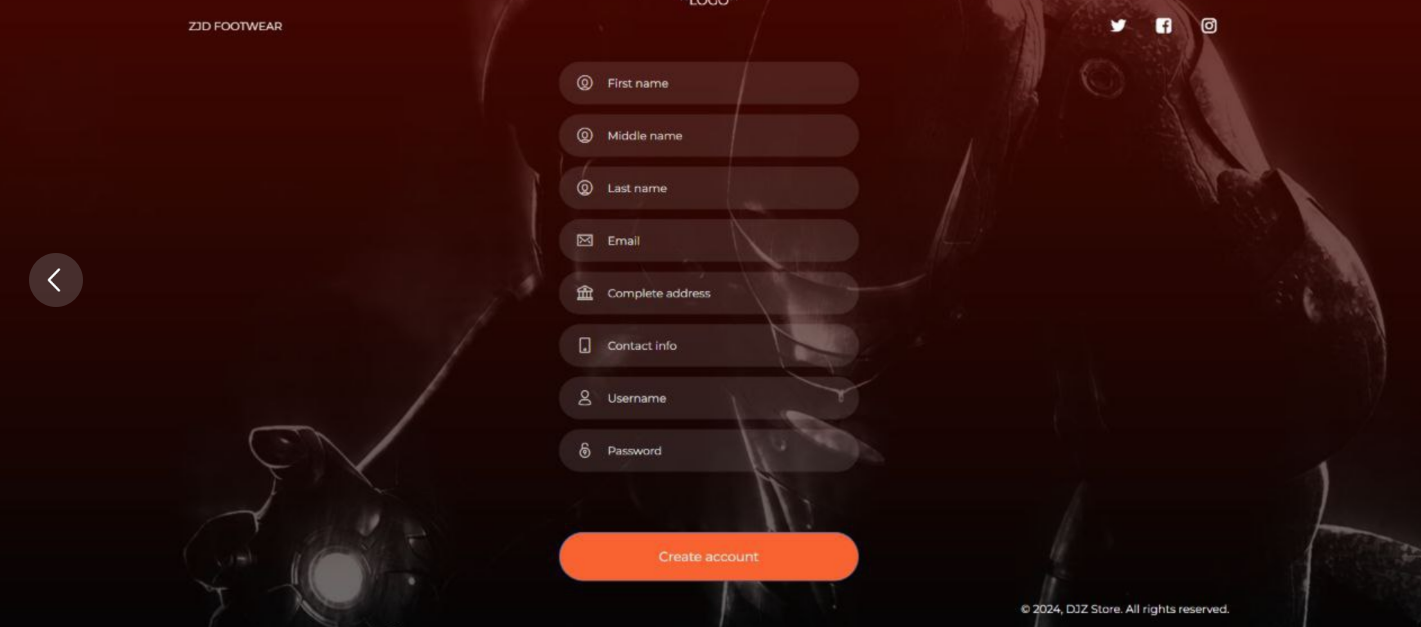 LOGO
ZJD FOOTWEAR
First name
Middle name
Last name
Email
Complete address
Contact info
Username
Password
Create account
© 2024, DJZ Store. All rights reserved.